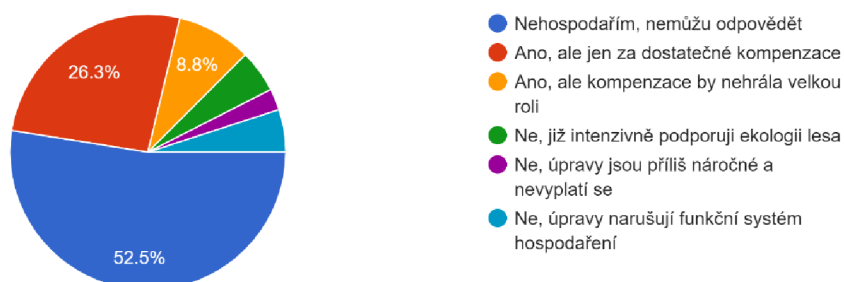 26.3%
8.8%
52.5%
Nehospodařím, nemůžu odpovědět
Ano, ale jen za dostatečné kompenzace
Ano, ale kompenzace by nehrála velkou
roli
Ne, již intenzivně podporuji ekologii lesa
Ne, úpravy jsou příliš náročné a
nevyplatí se
Ne, úpravy narušují funkční systém
hospodaření